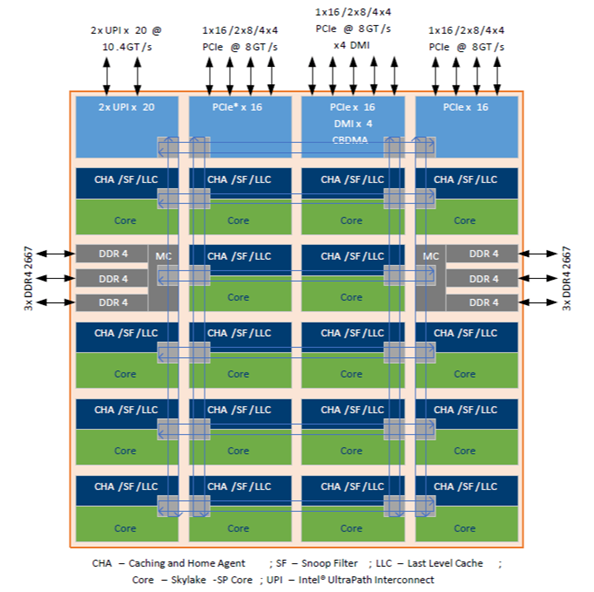 2x UPI x 20 @
10.4GT/s
1x16/2x8/4x4
PCIe @ 8GT/s
1x16/2x8/4x4
PCIe @ 8GT/s
x4 DMI
1x16/2x8/4x4
PCIe @ 8GT/s
2x UPI x 20
PCIe® x 16
PCIe x 16
DMI x 4
CBDMA
PCIe x 16
CHA /SF/LLC
CHA /SF/LLC
CHA /SF/LLC
CHA /SF/LLC
Core
Core
Core
Core
3x DDR4 2667
DDR 4
DDR 4
DDR 4
MC
CHA /SF/LLC
CHA /SF/LLC
Core
Core
MC
DDR 4
DDR 4
DDR 4
3x DDR4 2667
CHA /SF/LLC
CHA /SF/LLC
CHA /SF/LLC
CHA /SF/LLC
Core
Core
Core
Core
CHA /SF/LLC
CHA /SF/LLC
CHA /SF/LLC
CHA /SF/LLC
Core
Core
Core
Core
CHA /SF/LLC
CHA /SF/LLC
CHA /SF/LLC
CHA /SF/LLC
Core
Core
Core
Core
CHA – Caching and Home Agent ; SF – Snoop Filter ; LLC – Last Level Cache ;
Core – Skylake -SP Core ; UPI – Intel® UltraPath Interconnect